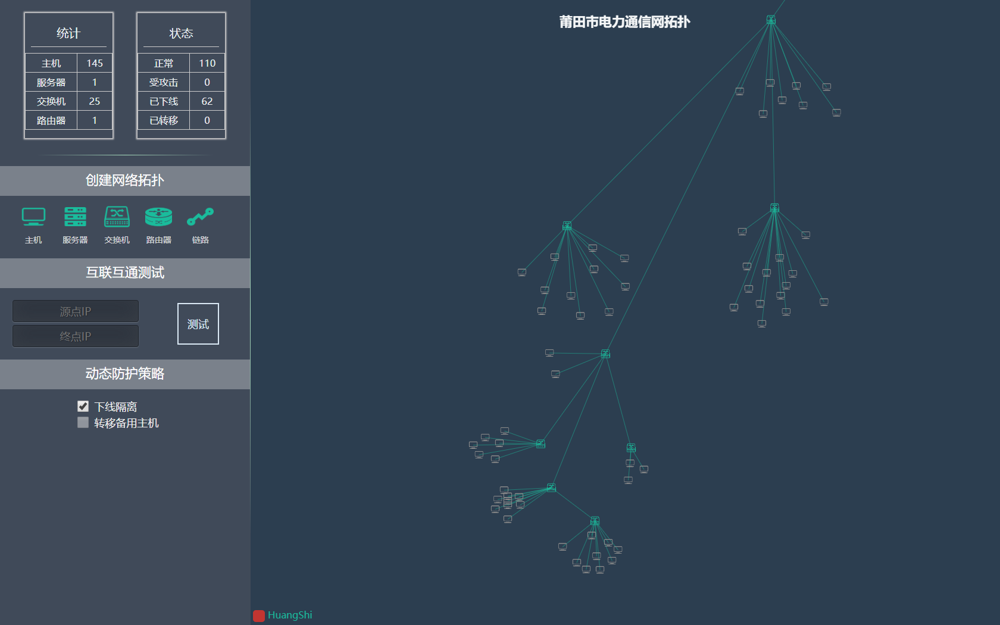 统计
主机 145
服务器 1
交换机 25
路由器 1
状态
正常 110
受攻击 0
已下线 62
已转移 0
创建网络拓扑
主机 服务器 交换机 路由器 链路
互联互通测试
源点IP
终点IP
测试
动态防护策略
下线隔离
转移备用主机
莆田市电力通信网拓扑
HuangShi